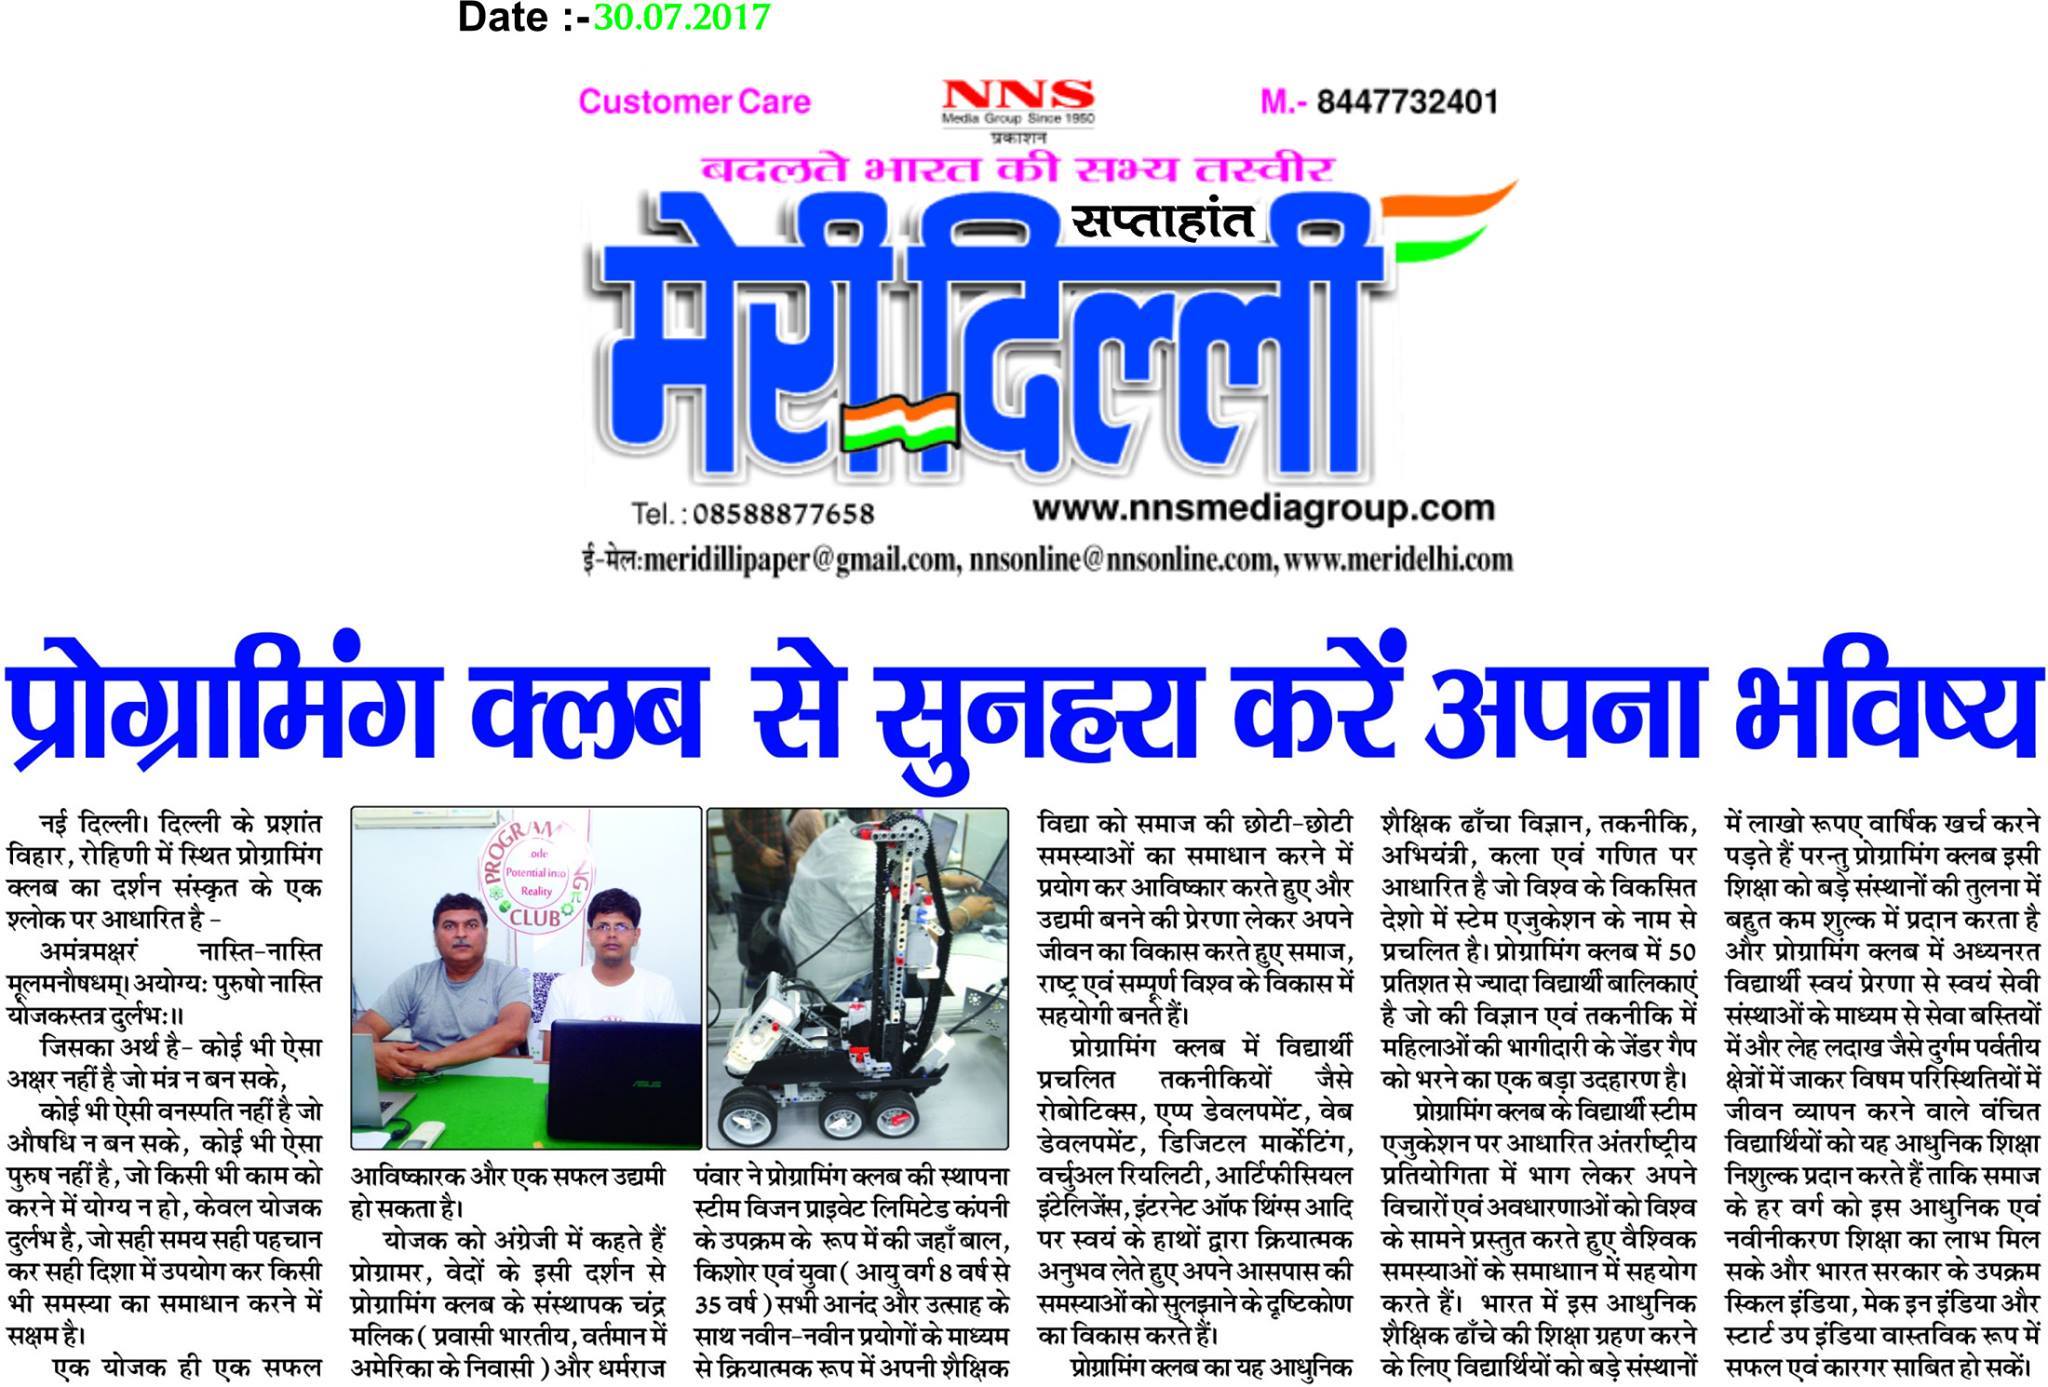 Date :-30.07.2017
Customer Care
NNS
Media Group Since 1950
प्रकाशन
M.- 8447732401
बदलते भारत की सभ्य तस्वीर
सप्ताहांत
मेरी दिल्ली
Tel. : 08588877658
www.nnsmediagroup.com
ई-मेल:meridillipaper@gmail.com, nnsonline@nnsonline.com, www.meridelhi.com
प्रोग्रामिंग क्लब से सुनहरा करें अपना भविष्य
नई दिल्ली। दिल्ली के प्रशांत
विहार, रोहिणी में स्थित प्रोग्रामिंग
क्लब का दर्शन संस्कृत के एक
श्लोक पर आधारित है -
अमंत्रमक्षरं नास्ति-नास्ति
मूलमनौषधम्। अयोग्यः पुरुषो नास्ति
योजकस्तत्र दुर्लभः॥
जिसका अर्थ है- कोई भी ऐसा
अक्षर नहीं है जो मंत्र न बन सके,
कोई भी ऐसी वनस्पति नहीं है जो
औषधि न बन सके, कोई भी ऐसा
पुरुष नहीं है, जो किसी भी काम को
करने में योग्य न हो, केवल योजक
दुर्लभ है, जो सही समय सही पहचान
कर सही दिशा में उपयोग कर किसी
भी समस्या का समाधान करने में
सक्षम है।
एक योजक ही एक सफल
PROGRAMING
ode
Potential into
Reality
CLUB
ASUS
आविष्कारक और एक सफल उद्यमी
हो सकता है।
योजक को अंग्रेजी में कहते हैं
प्रोग्रामर, वेदों के इसी दर्शन से
प्रोग्रामिंग क्लब के संस्थापक चंद्र
मलिक ( प्रवासी भारतीय, वर्तमान में
अमेरिका के निवासी ) और धर्मराज
पंवार ने प्रोग्रामिंग क्लब की स्थापना
स्टीम विजन प्राइवेट लिमिटेड कंपनी
के उपक्रम के रूप में की जहाँ बाल,
किशोर एवं युवा ( आयु वर्ग 8 वर्ष से
35 वर्ष ) सभी आनंद और उत्साह के
साथ नवीन-नवीन प्रयोगों के माध्यम
से क्रियात्मक रूप में अपनी शैक्षिक
विद्या को समाज की छोटी-छोटी
समस्याओं का समाधान करने में
प्रयोग कर आविष्कार करते हुए और
उद्यमी बनने की प्रेरणा लेकर अपने
जीवन का विकास करते हुए समाज,
राष्ट्र एवं सम्पूर्ण विश्व के विकास में
सहयोगी बनते हैं।
प्रोग्रामिंग क्लब में विद्यार्थी
प्रचलित तकनीकियों जैसे
रोबोटिक्स, एप्प डेवलपमेंट, वेब
डेवलपमेंट, डिजिटल मार्केटिंग,
वर्चुअल रियलिटी, आर्टिफीसियल
इंटेलिजेंस, इंटरनेट ऑफ थिंग्स आदि
पर स्वयं के हाथों द्वारा क्रियात्मक
अनुभव लेते हुए अपने आसपास की
समस्याओं को सुलझाने के दृष्टिकोण
का विकास करते हैं।
प्रोग्रामिंग क्लब का यह आधुनिक
शैक्षिक ढाँचा विज्ञान, तकनीकि,
अभियंत्री, कला एवं गणित पर
आधारित है जो विश्व के विकसित
देशो में स्टेम एजुकेशन के नाम से
प्रचलित है। प्रोग्रामिंग क्लब में 50
प्रतिशत से ज्यादा विद्यार्थी बालिकाएं
है जो की विज्ञान एवं तकनीकि में
महिलाओं की भागीदारी के जेंडर गैप
को भरने का एक बड़ा उदहारण है।
प्रोग्रामिंग क्लब के विद्यार्थी स्टीम
एजुकेशन पर आधारित अंतर्राष्ट्रीय
प्रतियोगिता में भाग लेकर अपने
विचारों एवं अवधारणाओं को विश्व
के सामने प्रस्तुत करते हुए वैश्विक
समस्याओं के समाधाान में सहयोग
करते हैं। भारत में इस आधुनिक
शैक्षिक ढाँचे की शिक्षा ग्रहण करने
के लिए विद्यार्थियों को बड़े संस्थानों
में लाखो रूपए वार्षिक खर्च करने
पड़ते हैं परन्तु प्रोग्रामिंग क्लब इसी
शिक्षा को बड़े संस्थानों की तुलना में
बहुत कम शुल्क में प्रदान करता है
और प्रोग्रामिंग क्लब में अध्यनरत
विद्यार्थी स्वयं प्रेरणा से स्वयं सेवी
संस्थाओं के माध्यम से सेवा बस्तियों
में और लेह लदाख जैसे दुर्गम पर्वतीय
क्षेत्रों में जाकर विषम परिस्थितियों में
जीवन व्यापन करने वाले वंचित
विद्यार्थियों को यह आधुनिक शिक्षा
निशुल्क प्रदान करते हैं ताकि समाज
के हर वर्ग को इस आधुनिक एवं
नवीनीकरण शिक्षा का लाभ मिल
सके और भारत सरकार के उपक्रम
स्किल इंडिया, मेक इन इंडिया और
स्टार्ट उप इंडिया वास्तविक रूप में
सफल एवं कारगर साबित हो सकें।